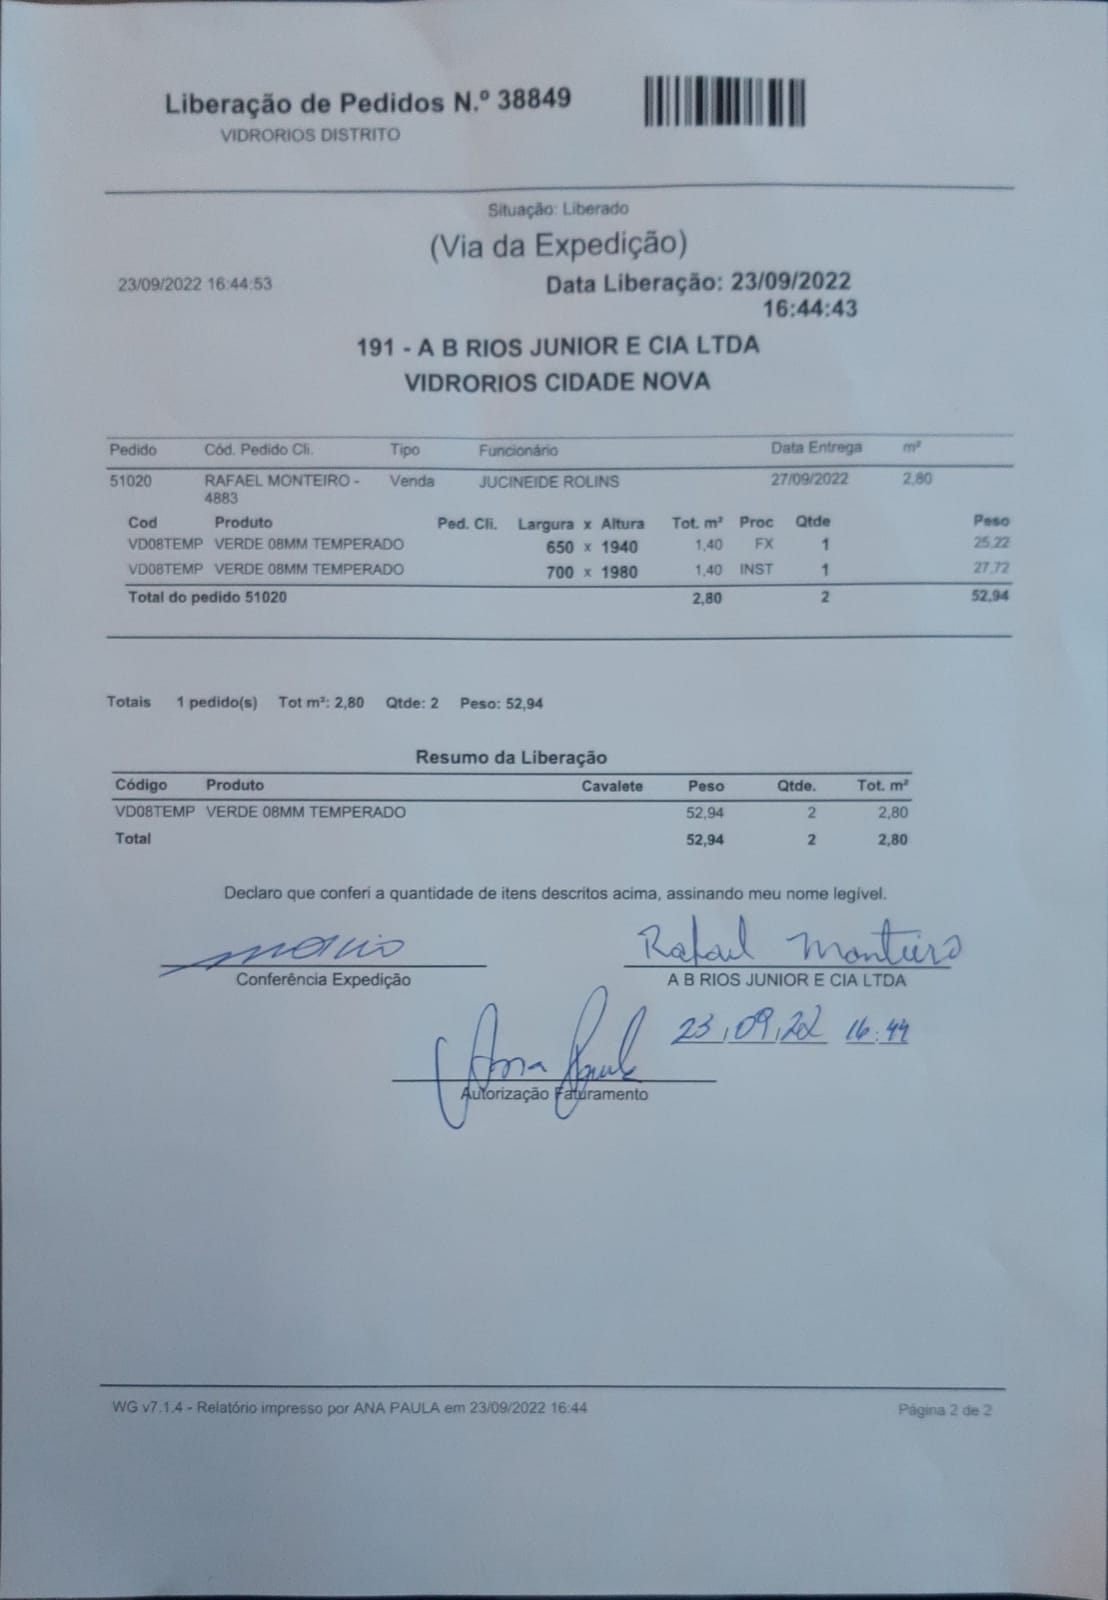 Liberação de Pedidos N.º 38849
VIDRORIOS DISTRITO
Situação: Liberado
(Via da Expedição)
23/09/2022 16:44:53 Data Liberação: 23/09/2022
16:44:43
191 - A B RIOS JUNIOR E CIA LTDA
VIDRORIOS CIDADE NOVA
Pedido Cód. Pedido Cli. Tipo Funcionário Data Entrega m²
51020 RAFAEL MONTEIRO - Venda JUCINEIDE ROLINS 27/09/2022 2,80
4883
Cod Produto Ped. Cli. Largura x Altura Tot. m² Proc Qtde Peso
VD08TEMP VERDE 08MM TEMPERADO 650 x 1940 1,40 FX 1 25,22
VD08TEMP VERDE 08MM TEMPERADO 700 x 1980 1,40 INST 1 27,72
Total do pedido 51020 2,80 2 52,94
Totais 1 pedido(s) Tot m²: 2,80 Qtde: 2 Peso: 52,94
Resumo da Liberação
Código Produto Cavalete Peso Qtde. Tot. m²
VD08TEMP VERDE 08MM TEMPERADO 52,94 2 2,80
Total 52,94 2 2,80
Declaro que conferi a quantidade de itens descritos acima, assinando meu nome legível.
Rafael Monteiro
Conferência Expedição A B RIOS JUNIOR E CIA LTDA
23,09,22 16:44
Ana Paula
Autorização Faturamento
WG v7.1.4 - Relatório impresso por ANA PAULA em 23/09/2022 16:44 Página 2 de 2